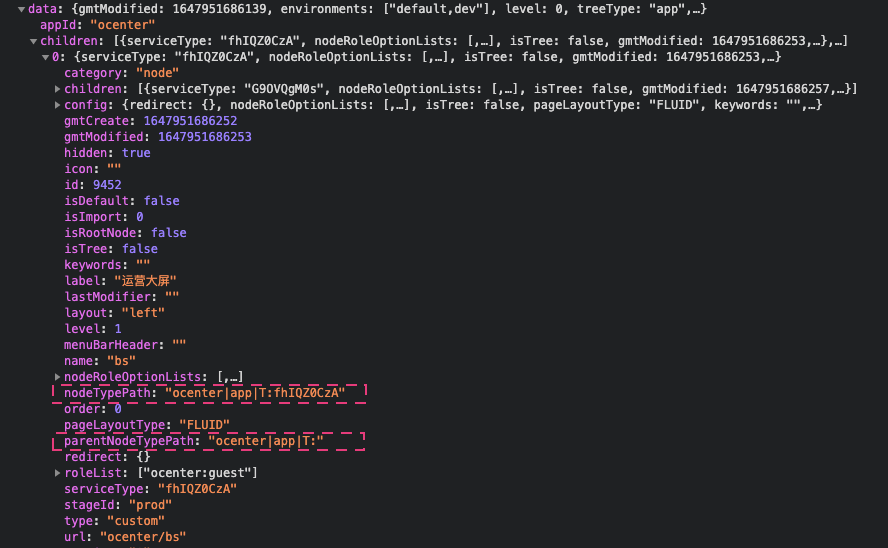 data: {gmtModified: 1647951686139, environments: ["default,dev"], level: 0, treeType: "app",…}
appId: "ocenter"
children: [{serviceType: "fhIQZ0CzA", nodeRoleOptionLists: [,…], isTree: false, gmtModified: 1647951686253,…},…]
0: {serviceType: "fhIQZ0CzA", nodeRoleOptionLists: [,…], isTree: false, gmtModified: 1647951686253,…}
category: "node"
children: [{serviceType: "G9OVQgM0s", nodeRoleOptionLists: [,…], isTree: false, gmtModified: 1647951686257,…}]
config: {redirect: {}, nodeRoleOptionLists: [,…], isTree: false, pageLayoutType: "FLUID", keywords: "",…}
gmtCreate: 1647951686252
gmtModified: 1647951686253
hidden: true
icon: ""
id: 9452
isDefault: false
isImport: 0
isRootNode: false
isTree: false
keywords: ""
label: "运营大屏"
lastModifier: ""
layout: "left"
level: 1
menuBarHeader: ""
name: "bs"
nodeRoleOptionLists: [,…]
nodeTypePath: "ocenter|app|T:fhIQZ0CzA"
order: 0
pageLayoutType: "FLUID"
parentNodeTypePath: "ocenter|app|T:"
redirect: {}
roleList: ["ocenter:guest"]
serviceType: "fhIQZ0CzA"
stageId: "prod"
type: "custom"
url: "ocenter/bs"